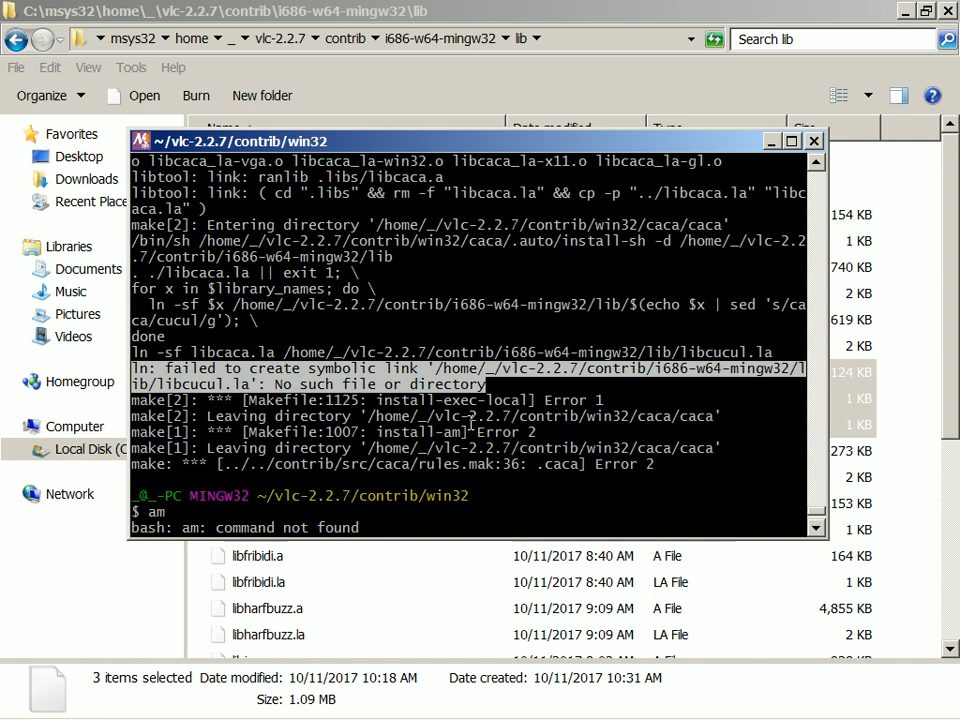 C:\msys32\home\_\vlc-2.2.7\contrib\i686-w64-mingw32\lib
msys32 home _ vlc-2.2.7 contrib i686-w64-mingw32 lib
Search lib
File Edit View Tools Help
Organize Open Burn New folder
Favorites
Desktop
Downloads
Recent Place
Libraries
Documents
Music
Pictures
Videos
Homegroup
Computer
Local Disk (C
Network
~/vlc-2.2.7/contrib/win32
o libcaca_la-vga.o libcaca_la-win32.o libcaca_la-x11.o libcaca_la-gl.o
libtool: link: ranlib .libs/libcaca.a
libtool: link: ( cd ".libs" && rm -f "libcaca.la" && cp -p "../libcaca.la" "libc
aca.la" )
make[2]: Entering directory '/home/_/vlc-2.2.7/contrib/win32/caca/caca'
/bin/sh /home/_/vlc-2.2.7/contrib/win32/caca/.auto/install-sh -d /home/_/vlc-2.2
.7/contrib/i686-w64-mingw32/lib
. ./libcaca.la || exit 1; \
for x in $library_names; do \
ln -sf $x /home/_/vlc-2.2.7/contrib/i686-w64-mingw32/lib/$(echo $x | sed 's/ca
ca/cucul/g'); \
done
ln -sf libcaca.la /home/_/vlc-2.2.7/contrib/i686-w64-mingw32/lib/libcucul.la
ln: failed to create symbolic link '/home/_/vlc-2.2.7/contrib/i686-w64-mingw32/l
ib/libcucul.la': No such file or directory
make[2]: *** [Makefile:1125: install-exec-local] Error 1
make[2]: Leaving directory '/home/_/vlc-2.2.7/contrib/win32/caca/caca'
make[1]: *** [Makefile:1007: install-am] Error 2
make[1]: Leaving directory '/home/_/vlc-2.2.7/contrib/win32/caca/caca'
make: *** [../../contrib/src/caca/rules.mak:36: .caca] Error 2
_@_-PC MINGW32 ~/vlc-2.2.7/contrib/win32
$ am
bash: am: command not found
154 KB
1 KB
740 KB
2 KB
619 KB
2 KB
124 KB
1 KB
1 KB
273 KB
2 KB
153 KB
1 KB
libfribidi.a 10/11/2017 8:40 AM A File 164 KB
libfribidi.la 10/11/2017 8:40 AM LA File 1 KB
libharfbuzz.a 10/11/2017 9:09 AM A File 4,855 KB
libharfbuzz.la 10/11/2017 9:09 AM LA File 2 KB
3 items selected Date modified: 10/11/2017 10:18 AM Date created: 10/11/2017 10:31 AM
Size: 1.09 MB